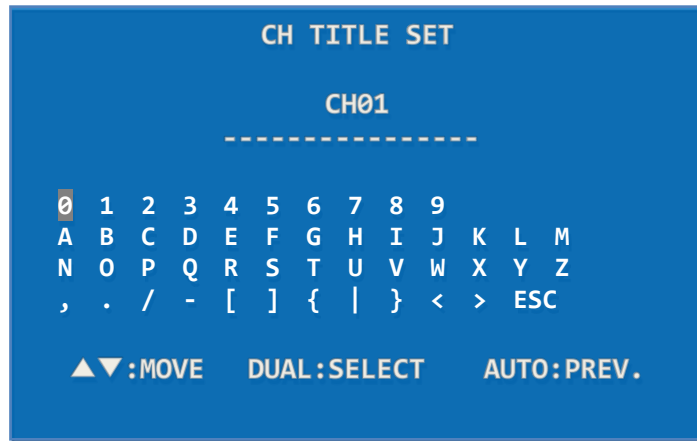 CH TITLE SET
CH01
----------------
0 1 2 3 4 5 6 7 8 9
A B C D E F G H I J K L M
N O P Q R S T U V W X Y Z
, . / - [ ] { | } < > ESC
▲▼:MOVE DUAL:SELECT AUTO:PREV.